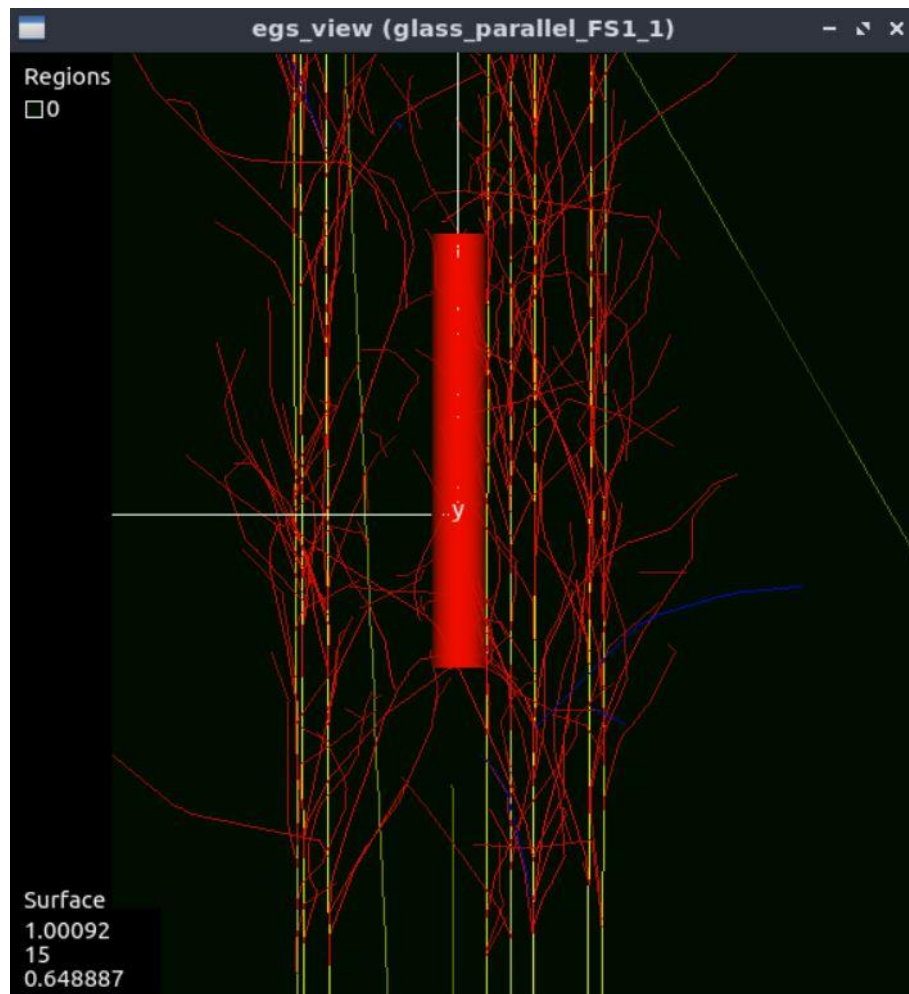 egs_view (glass_parallel_FS1_1)
Regions
0
y
Surface
1.00092
15
0.648887